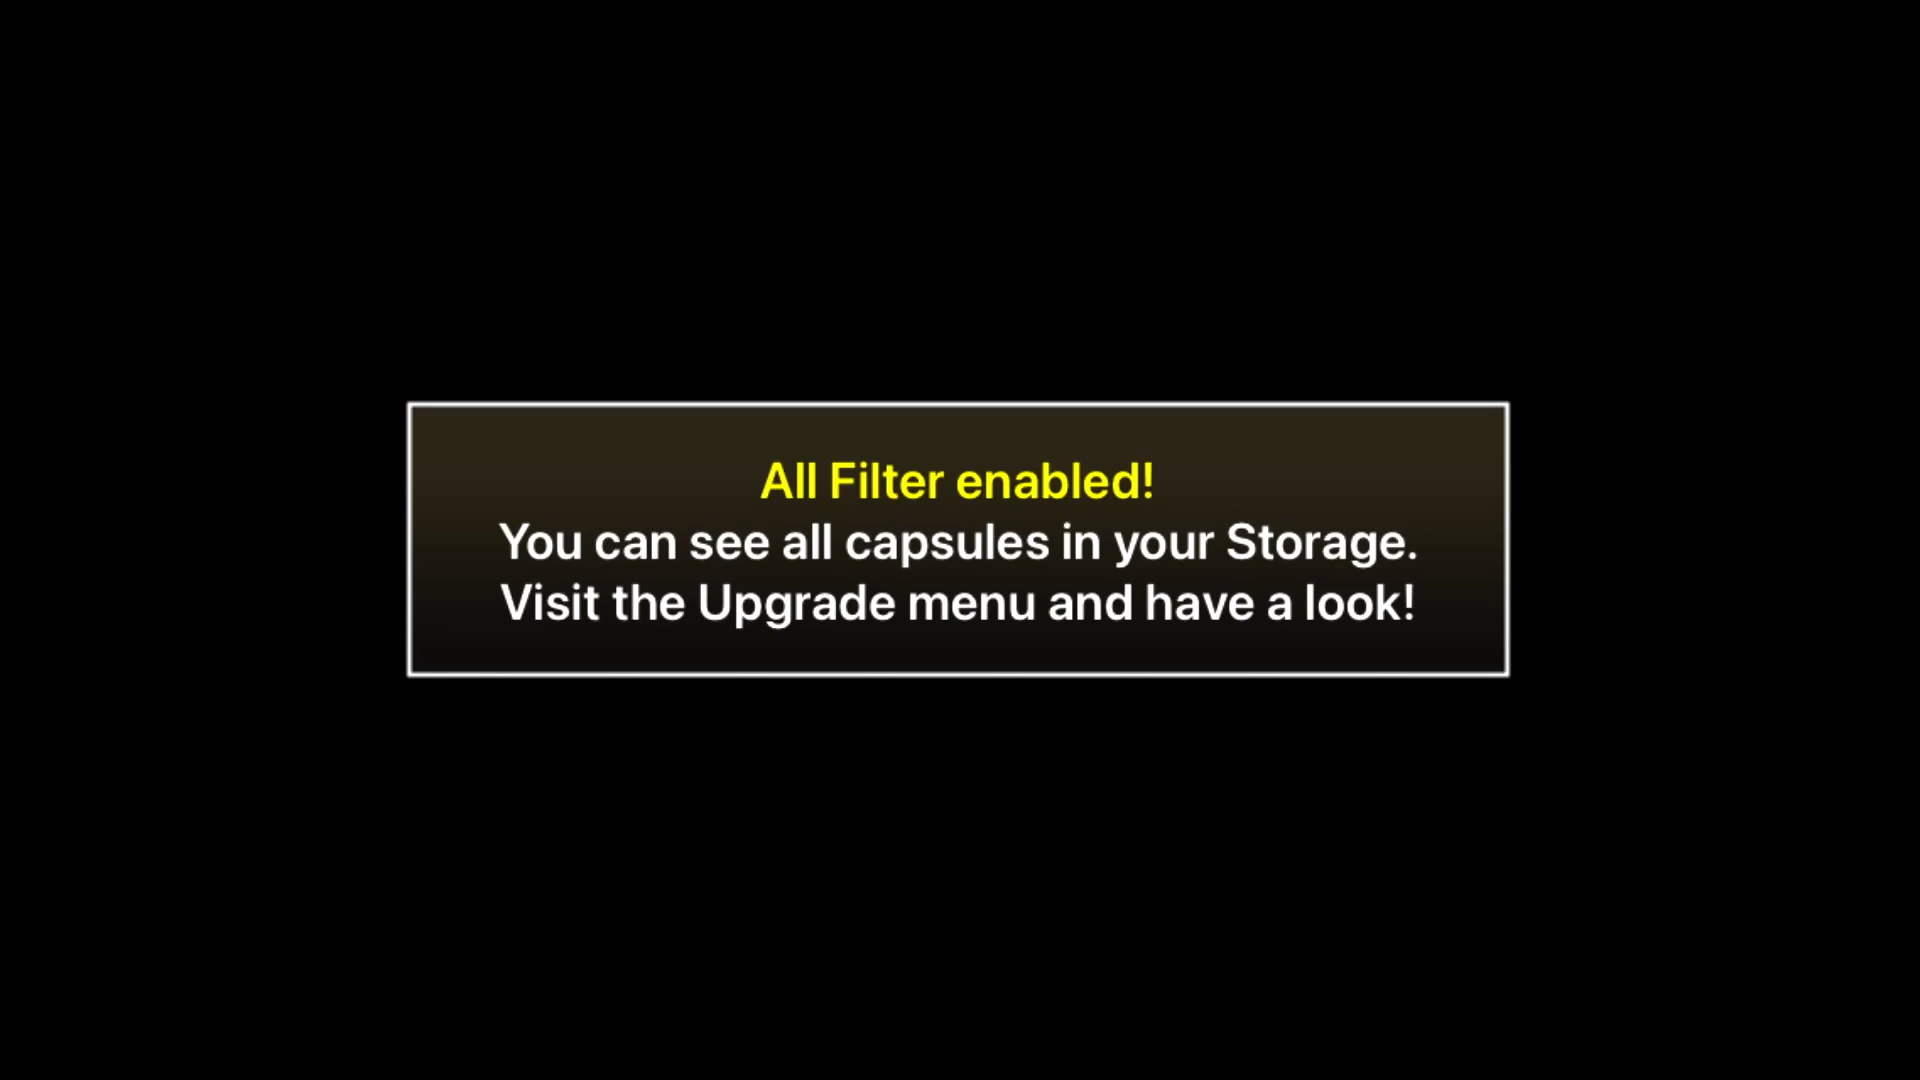 All Filter enabled!
You can see all capsules in your Storage.
Visit the Upgrade menu and have a look!